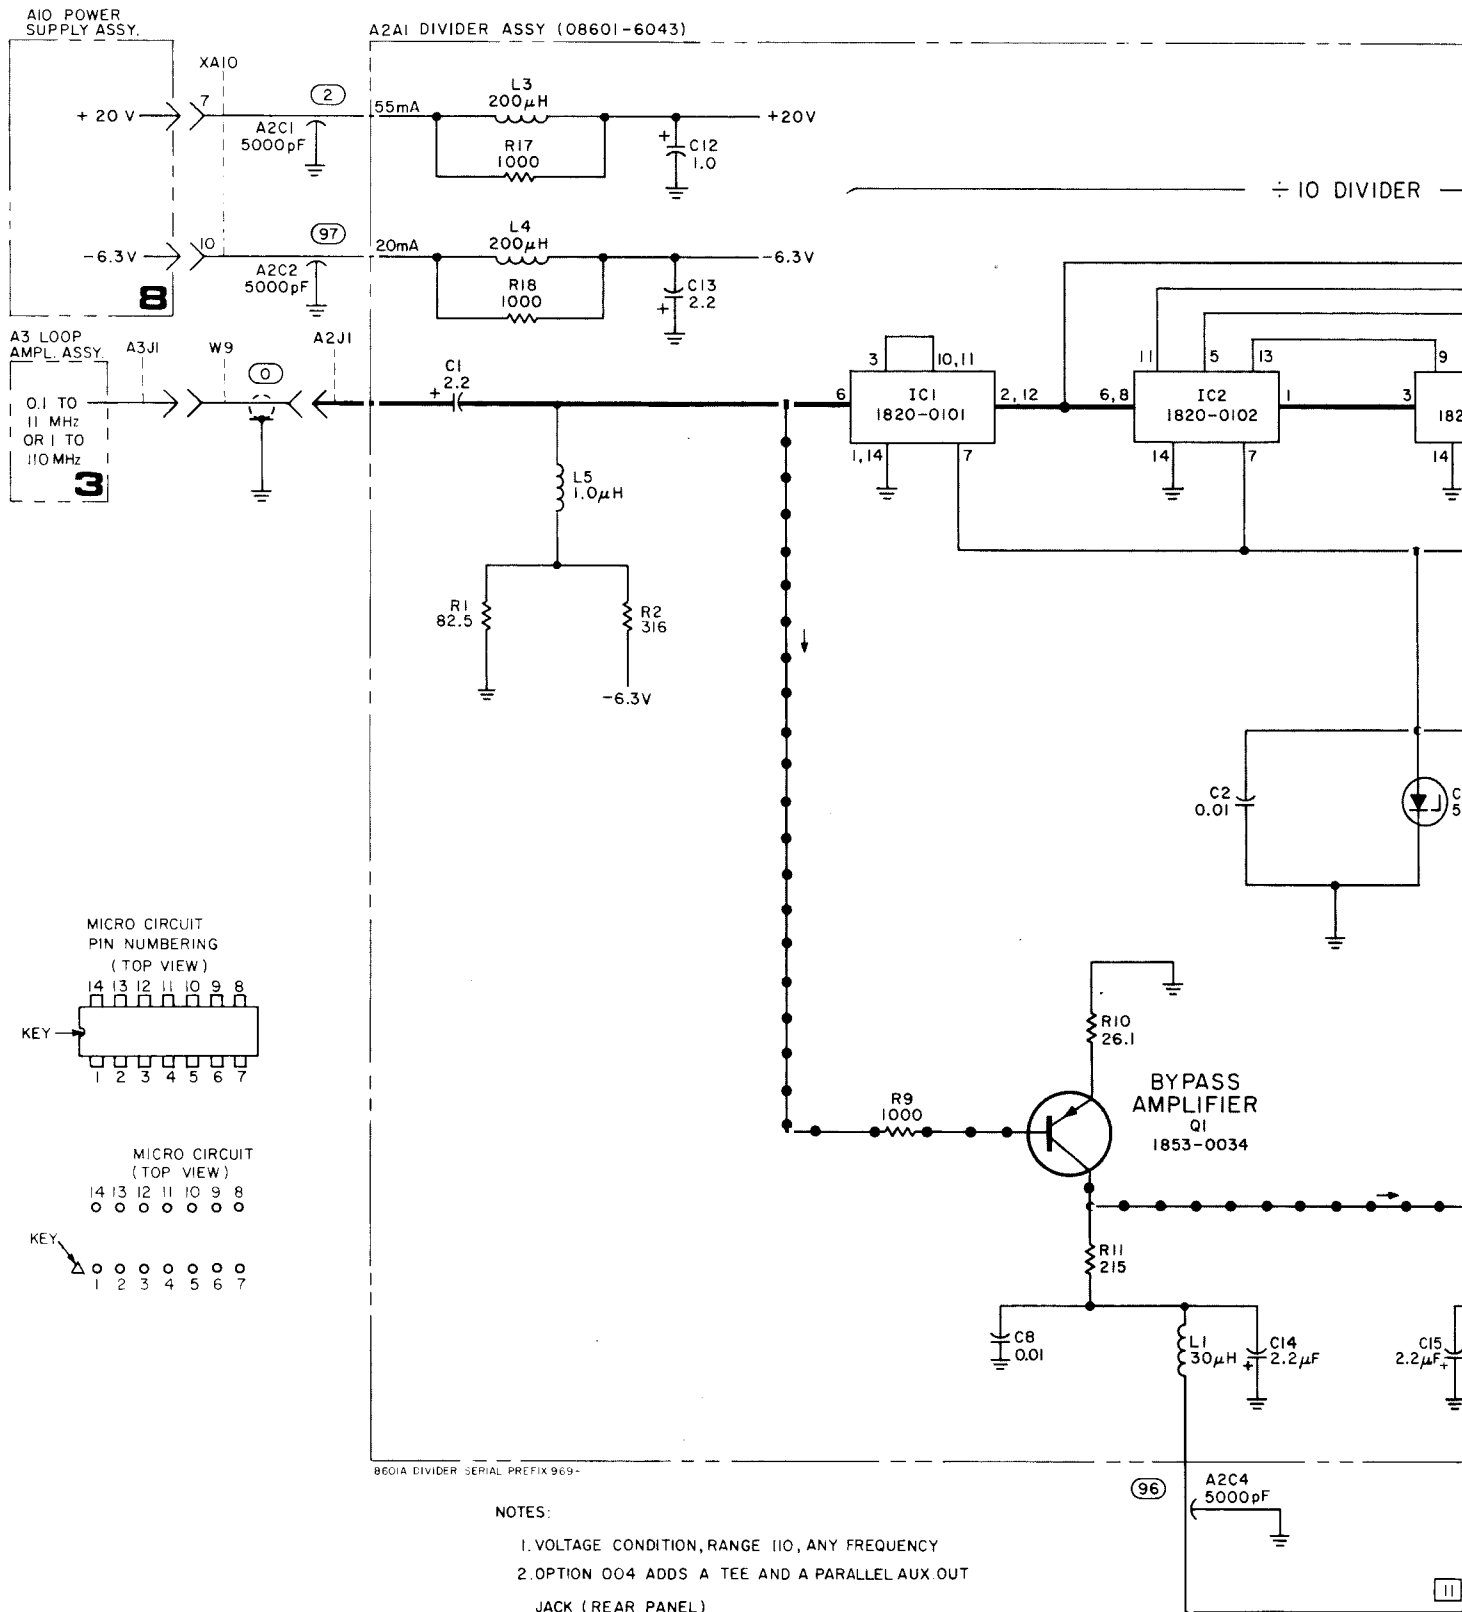 A10 POWER
SUPPLY ASSY.
A2A1 DIVIDER ASSY (08601-6043)
XA10
+ 20 V
7
2
A2C1
5000pF
55mA
L3
200µH
R17
1000
+20V
+
C12
1.0
÷ 10 DIVIDER
-6.3V
10
97
A2C2
5000pF
20mA
L4
200µH
R18
1000
-6.3V
C13
+ 2.2
8
A3 LOOP
AMPL. ASSY.
A3J1
W9
A2J1
0
0.1 TO
11 MHz
OR 1 TO
110 MHz
3
C1
2.2
+
3
10,11
6
IC1
1820-0101
2,12
1,14
7
11
5
13
6,8
IC2
1820-0102
1
14
7
9
3
182
14
L5
1.0µH
R1
82.5
R2
316
-6.3V
C2
0.01
C
5
MICRO CIRCUIT
PIN NUMBERING
(TOP VIEW)
14 13 12 11 10 9 8
KEY
1 2 3 4 5 6 7
R10
26.1
BYPASS
AMPLIFIER
Q1
1853-0034
R9
1000
MICRO CIRCUIT
(TOP VIEW)
14 13 12 11 10 9 8
KEY
1 2 3 4 5 6 7
R11
215
C8
0.01
L1
30µH
C14
+ 2.2µF
C15
2.2µF+
8601A DIVIDER SERIAL PREFIX 969-
96
A2C4
5000pF
NOTES:
1. VOLTAGE CONDITION, RANGE 110, ANY FREQUENCY
2. OPTION 004 ADDS A TEE AND A PARALLEL AUX.OUT
JACK (REAR PANEL)
11